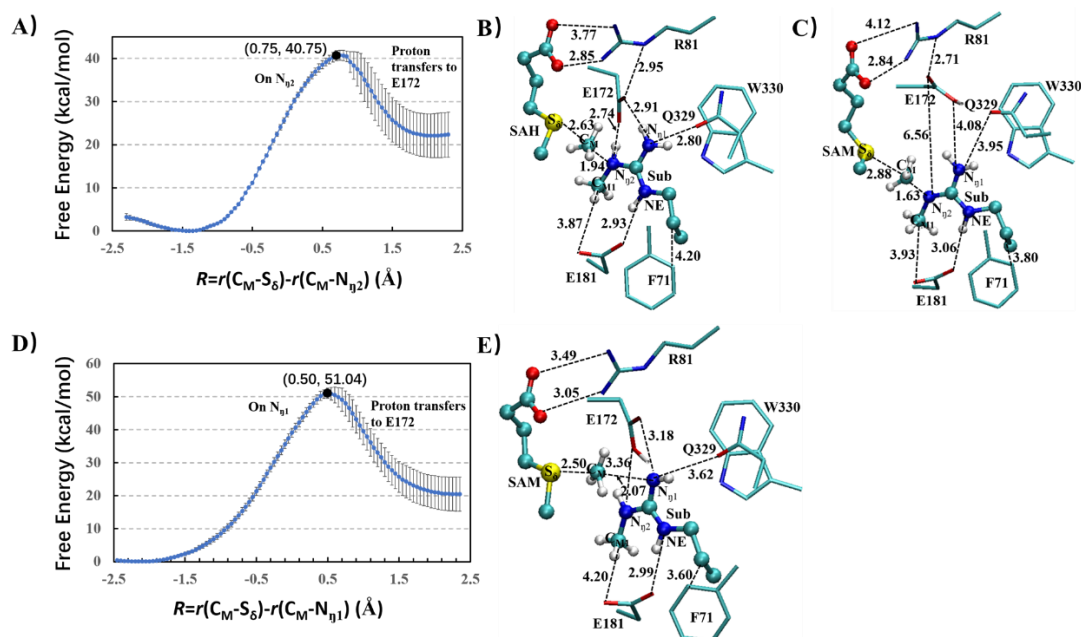 A)
Free Energy (kcal/mol)
50
40
30
20
10
0
(0.75, 40.75)
On Nη2
Proton
transfers to
E172
-2.5 -1.5 -0.5 0.5 1.5 2.5
R=r(CM-Sδ)-r(CM-Nη2) (Å)
B)
3.77
2.85
R81
2.95
E172
W330
2.74
2.91
Q329
2.63
Sδ
SAH
CM
Nη1
2.80
1.94
Nη2
Sub
CM1
NE
3.87
2.93
4.20
E181
F71
C)
4.12
2.84
R81
2.71
E172
W330
Q329
4.08
6.56
3.95
SAM
Sδ
CM
2.88
Nη1
1.63
Sub
Nη2
NE
3.93
3.06
3.80
E181
F71
D)
Free Energy (kcal/mol)
60
50
40
30
20
10
0
(0.50, 51.04)
On Nη1
Proton transfers
to E172
-2.5 -1.5 -0.5 0.5 1.5 2.5
R=r(CM-Sδ)-r(CM-Nη1) (Å)
E)
3.49
3.05
R81
E172
W330
3.18
Q329
2.50
3.36
3.62
SAM
Sδ
2.07
Nη1
Nη2
Sub
NE
4.20
2.99
3.60
E181
F71